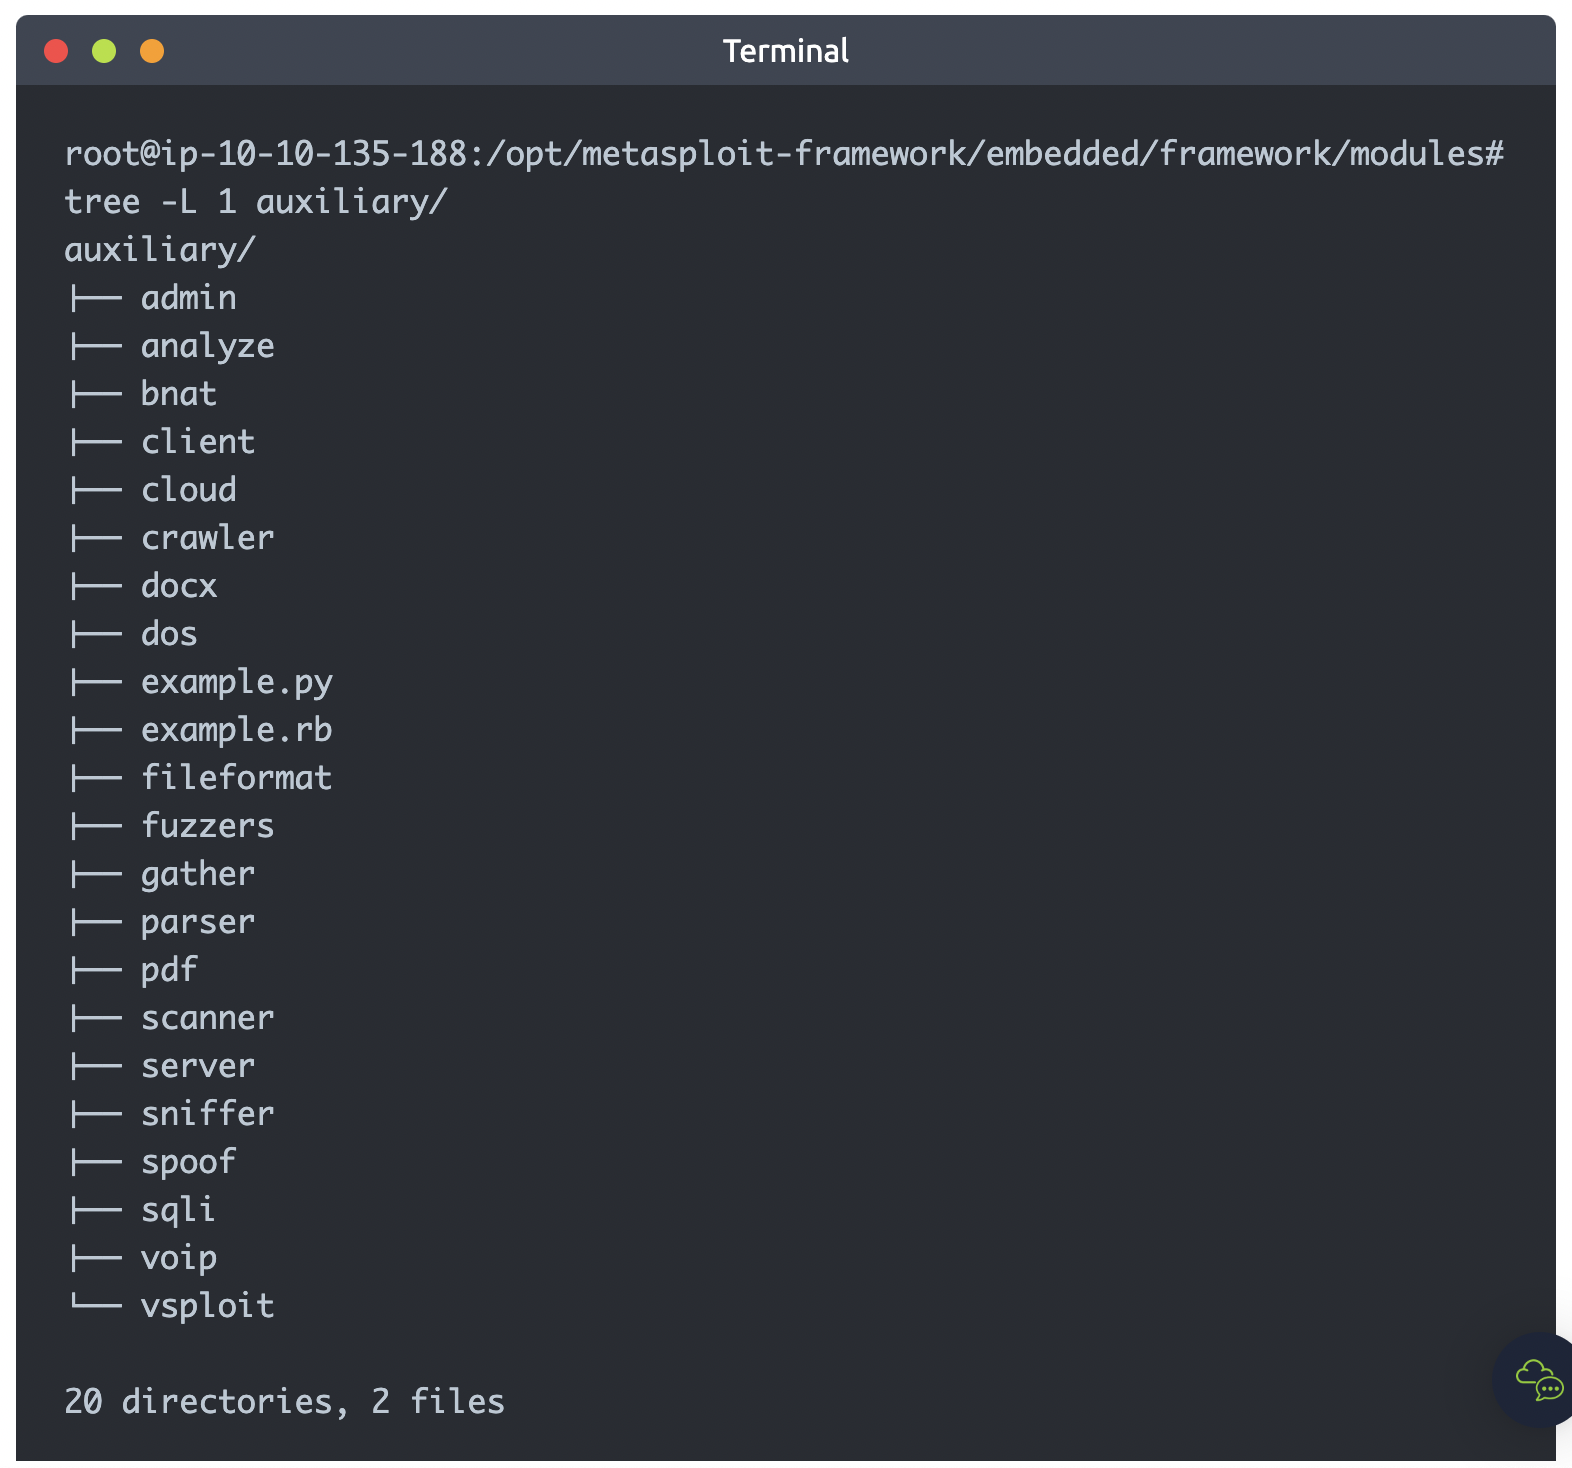 Terminal
root@ip-10-10-135-188:/opt/metasploit-framework/embedded/framework/modules#
tree -L 1 auxiliary/
auxiliary/
├── admin
├── analyze
├── bnat
├── client
├── cloud
├── crawler
├── docx
├── dos
├── example.py
├── example.rb
├── fileformat
├── fuzzers
├── gather
├── parser
├── pdf
├── scanner
├── server
├── sniffer
├── spoof
├── sqli
├── voip
└── vsploit
20 directories, 2 files